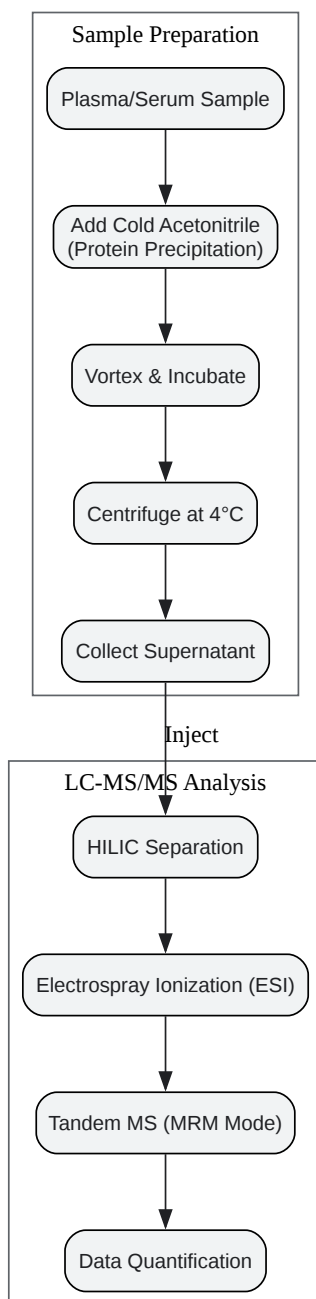 Sample Preparation
Plasma/Serum Sample
Add Cold Acetonitrile
(Protein Precipitation)
Vortex & Incubate
Centrifuge at 4°C
Collect Supernatant
Inject
LC-MS/MS Analysis
HILIC Separation
Electrospray Ionization (ESI)
Tandem MS (MRM Mode)
Data Quantification